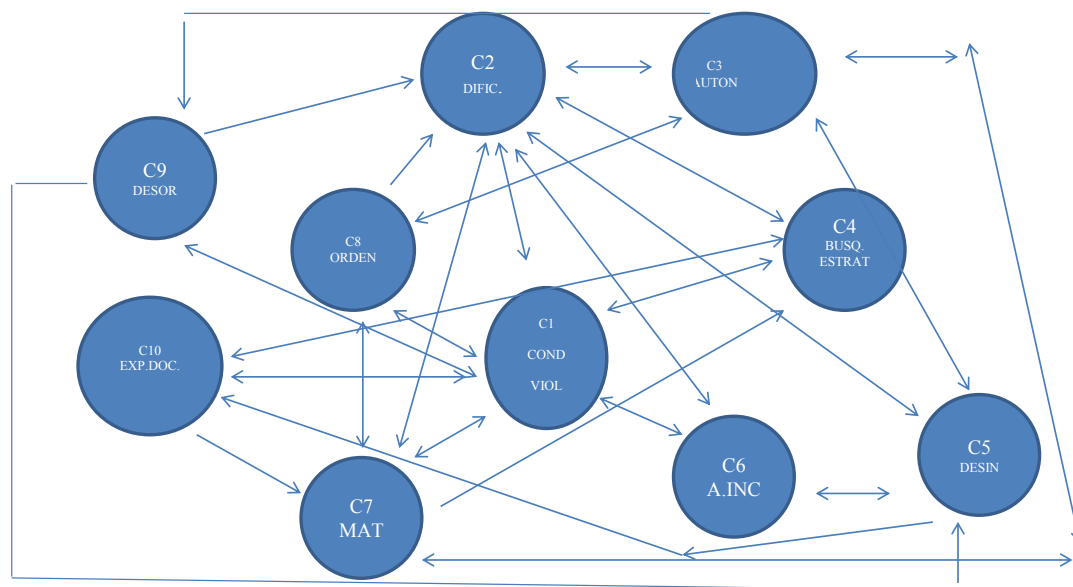 C2
DIFIC.
C3
AUTON
C9
DESOR
C8
ORDEN
C4
BUSQ.
ESTRAT
C1
COND
VIOL
C10
EXP.DOC.
C7
MAT
C6
A.INC
C5
DESIN